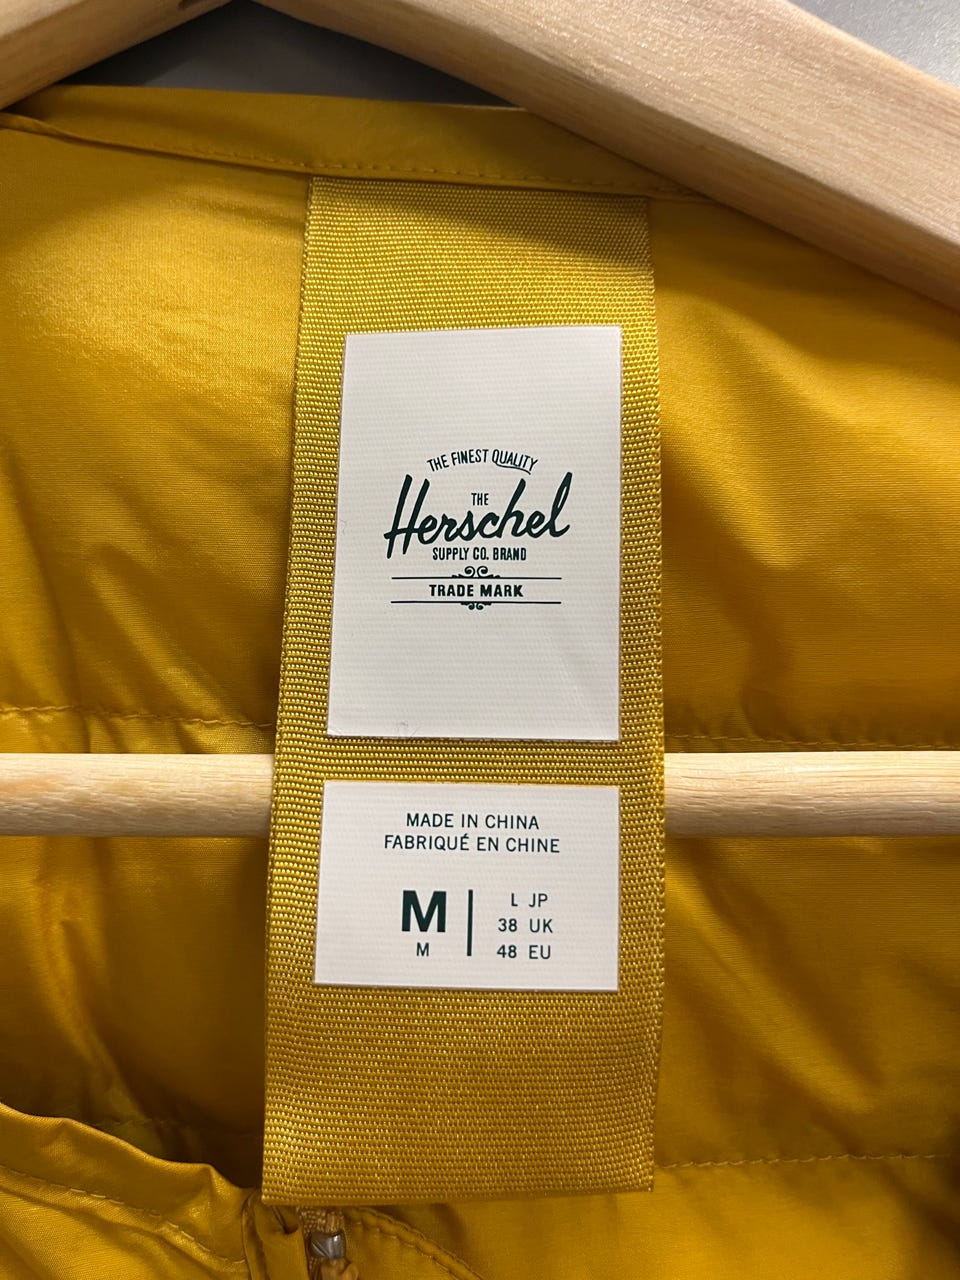 THE FINEST QUALITY
THE
Herschel
SUPPLY CO. BRAND
TRADE MARK
MADE IN CHINA
FABRIQUÉ EN CHINE
M
M
L JP
38 UK
48 EU